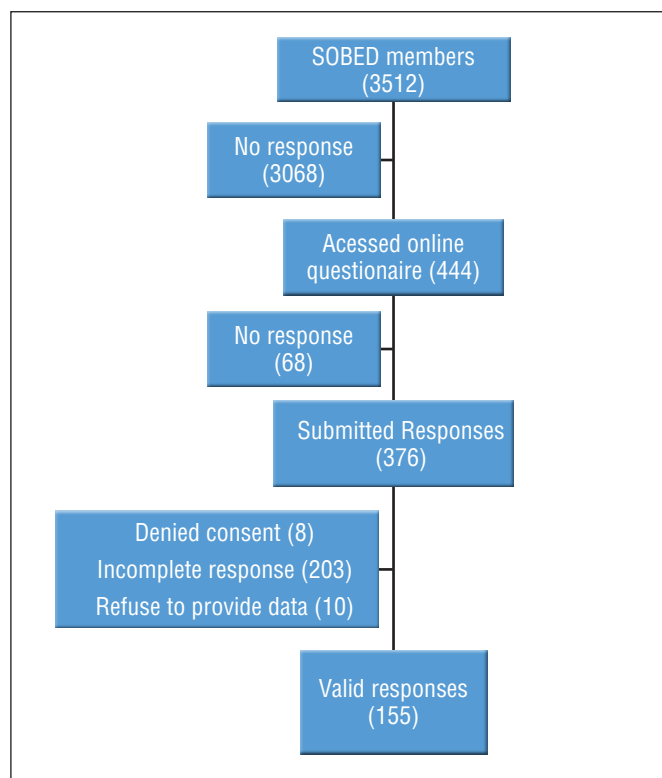 SOBED members
(3512)
No response
(3068)
Acessed online
questionaire (444)
No response
(68)
Submitted Responses
(376)
Denied consent (8)
Incomplete response (203)
Refuse to provide data (10)
Valid responses
(155)